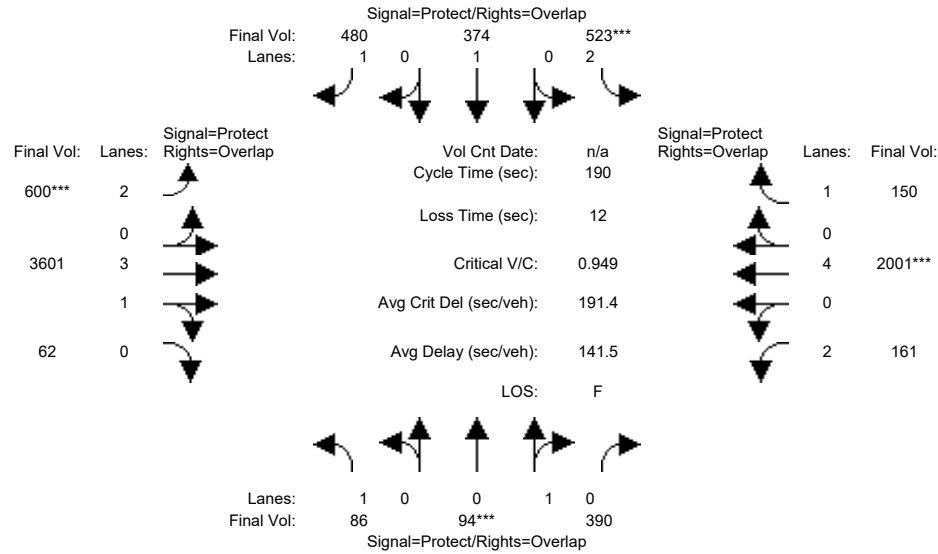 Signal=Protect/Rights=Overlap
Final Vol: 480 374 523***
Lanes: 1 0 1 0 2
Signal=Protect
Final Vol: Lanes: Rights=Overlap
Vol Cnt Date: n/a
Signal=Protect
Rights=Overlap Lanes: Final Vol:
Cycle Time (sec): 190
600*** 2
1 150
Loss Time (sec): 12
0
0
3601 3
Critical V/C: 0.949
4 2001***
1
Avg Crit Del (sec/veh): 191.4
0
62 0
Avg Delay (sec/veh): 141.5
2 161
LOS: F
Lanes: 1 0 0 1 0
Final Vol: 86 94*** 390
Signal=Protect/Rights=Overlap